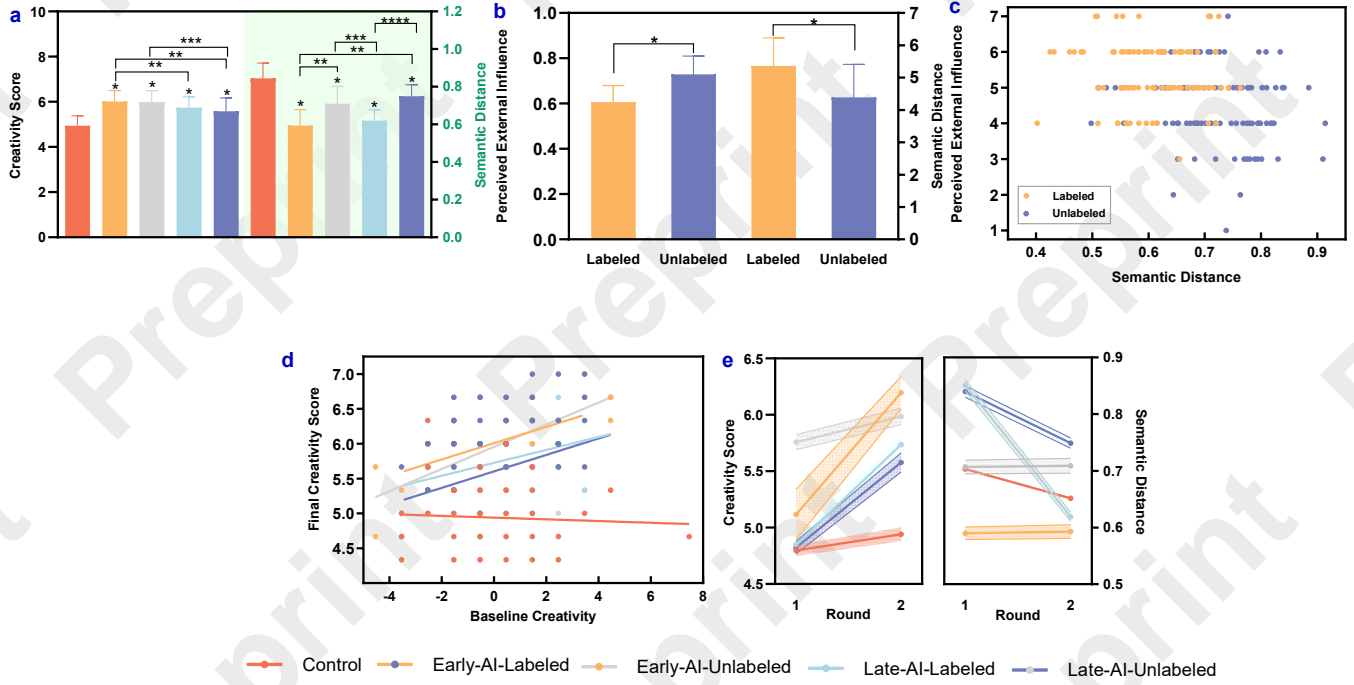 a
10
8
6
4
2
0
Creativity Score
*
*
*
*
**
**
***
*
*
*
*
**
**
***
****
1.2
1.0
0.8
0.6
0.4
0.2
0.0
Semantic Distance
b
1.0
0.8
0.6
0.4
0.2
0.0
Perceived External Influence
*
*
7
6
5
4
3
2
1
0
Semantic Distance
Labeled Unlabeled Labeled Unlabeled
c
7
6
5
4
3
2
1
Perceived External Influence
Labeled
Unlabeled
0.4 0.5 0.6 0.7 0.8 0.9
Semantic Distance
d
7.0
6.5
6.0
5.5
5.0
4.5
Final Creativity Score
-4 -2 0 2 4 6 8
Baseline Creativity
e
6.5
6.0
5.5
5.0
4.5
Creativity Score
1 Round 2
0.9
0.8
0.7
0.6
0.5
Semantic Distance
1 Round 2
Control Early-AI-Labeled Early-AI-Unlabeled Late-AI-Labeled Late-AI-Unlabeled
Preprint